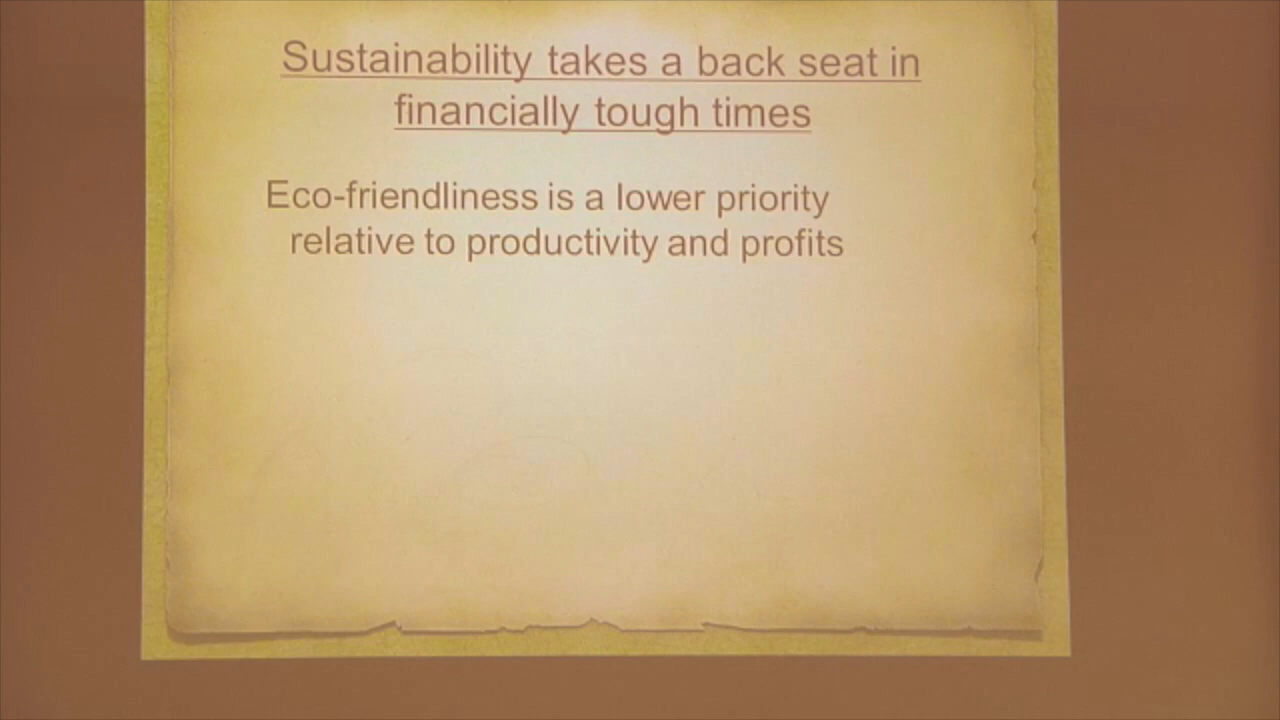 Sustainability takes a back seat in
financially tough times
Eco-friendliness is a lower priority
relative to productivity and profits